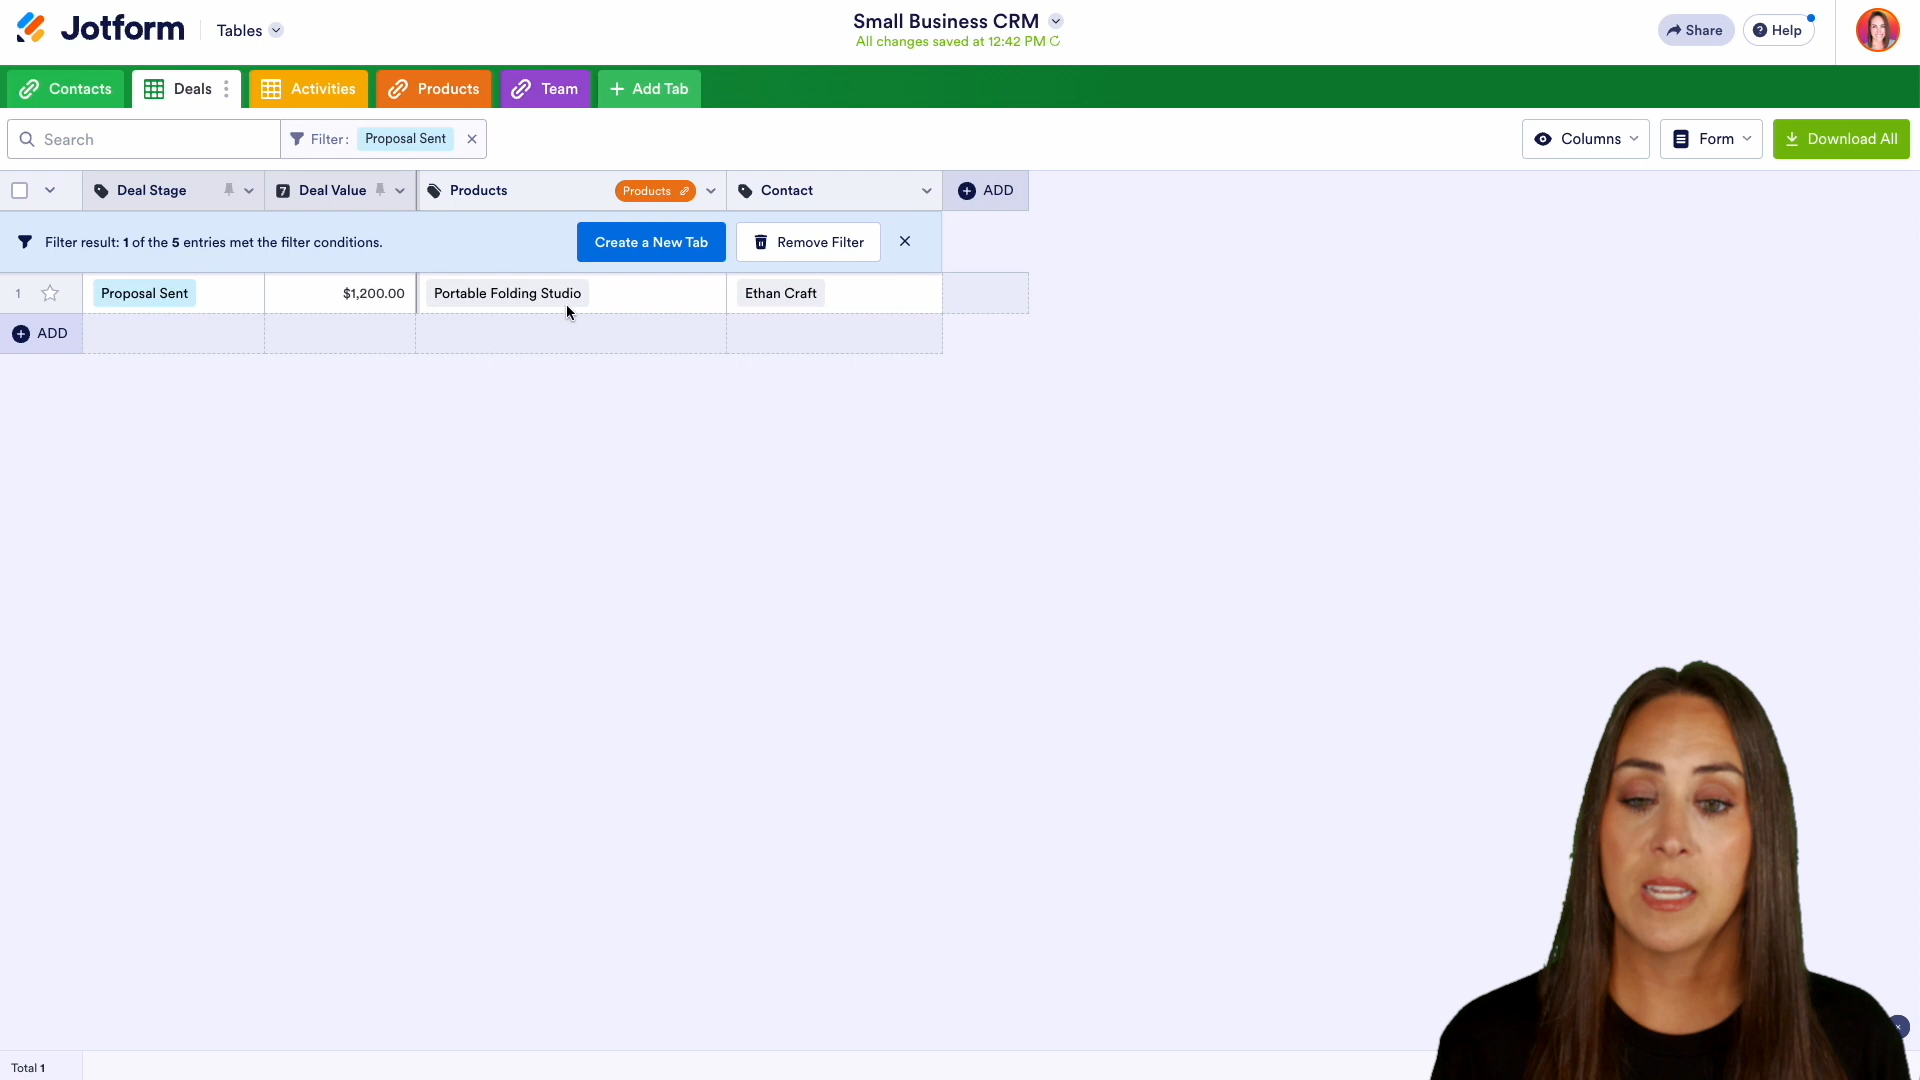 Jotform
Tables
Small Business CRM
All changes saved at 12:42 PM
Share
Help
Contacts
Deals
Activities
Products
Team
+ Add Tab
Search
Filter: Proposal Sent
Columns
Form
Download All
Deal Stage
7 Deal Value
Products
Products
Contact
ADD
Filter result: 1 of the 5 entries met the filter conditions.
Create a New Tab
Remove Filter
1 Proposal Sent $1,200.00 Portable Folding Studio Ethan Craft
ADD
Total 1